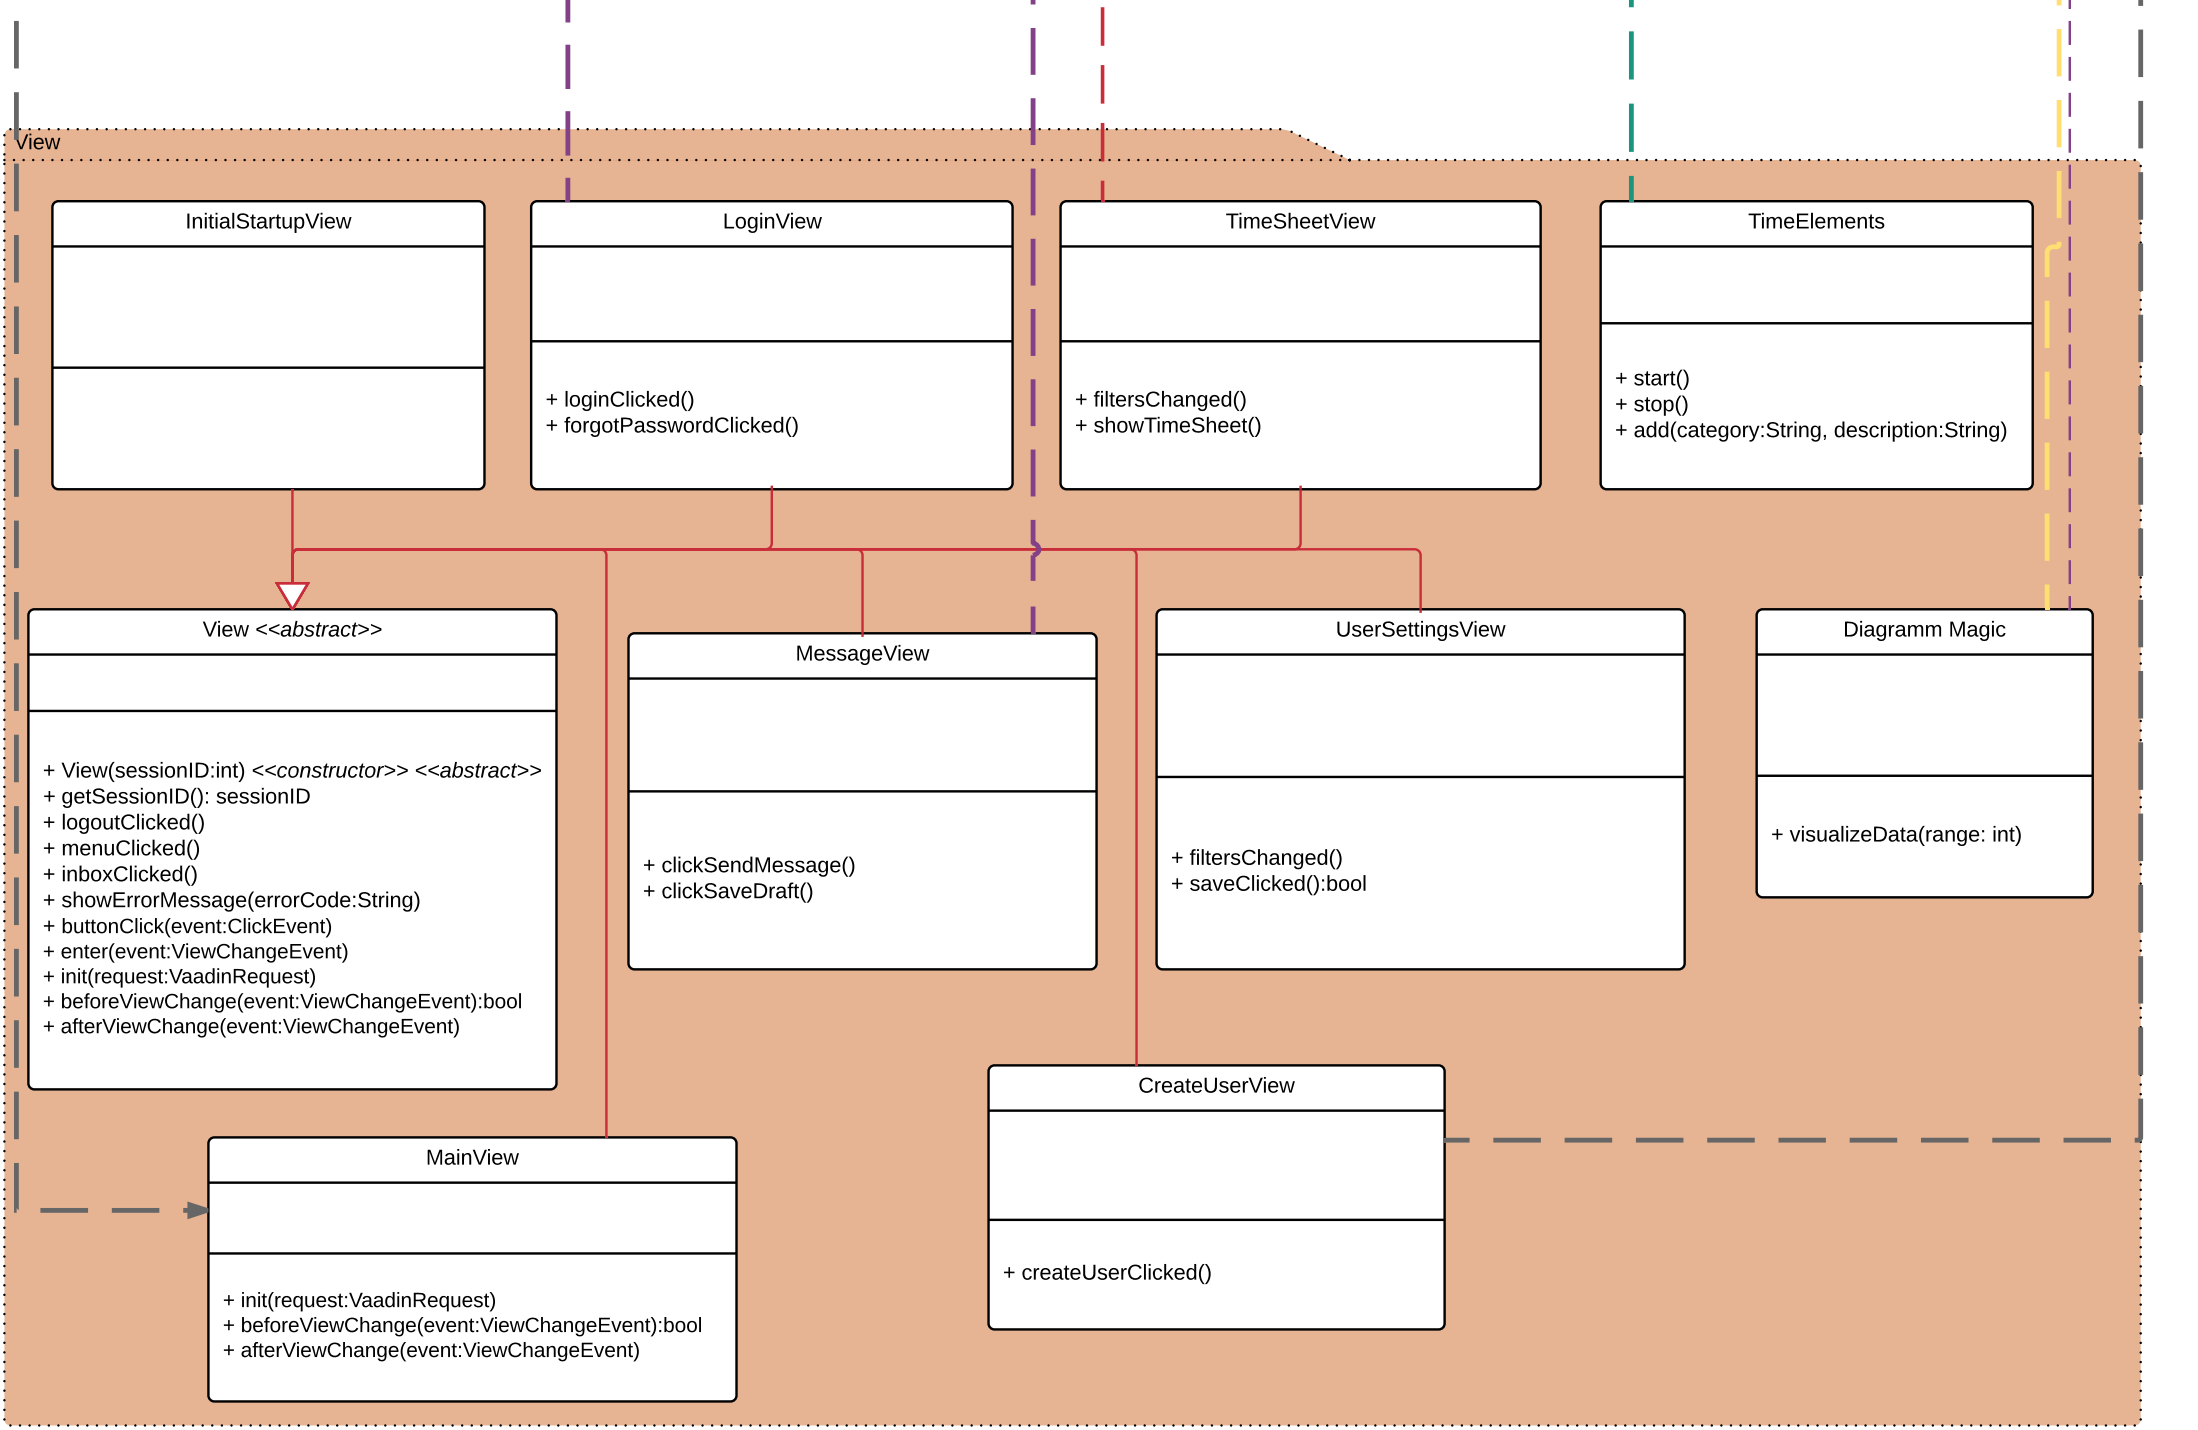 View
InitialStartupView
LoginView
+ loginClicked()
+ forgotPasswordClicked()
TimeSheetView
+ filtersChanged()
+ showTimeSheet()
TimeElements
+ start()
+ stop()
+ add(category:String, description:String)
View <<abstract>>
+ View(sessionID:int) <<constructor>> <<abstract>>
+ getSessionID(): sessionID
+ logoutClicked()
+ menuClicked()
+ inboxClicked()
+ showErrorMessage(errorCode:String)
+ buttonClick(event:ClickEvent)
+ enter(event:ViewChangeEvent)
+ init(request:VaadinRequest)
+ beforeViewChange(event:ViewChangeEvent):bool
+ afterViewChange(event:ViewChangeEvent)
MessageView
+ clickSendMessage()
+ clickSaveDraft()
UserSettingsView
+ filtersChanged()
+ saveClicked():bool
Diagramm Magic
+ visualizeData(range: int)
MainView
+ init(request:VaadinRequest)
+ beforeViewChange(event:ViewChangeEvent):bool
+ afterViewChange(event:ViewChangeEvent)
CreateUserView
+ createUserClicked()